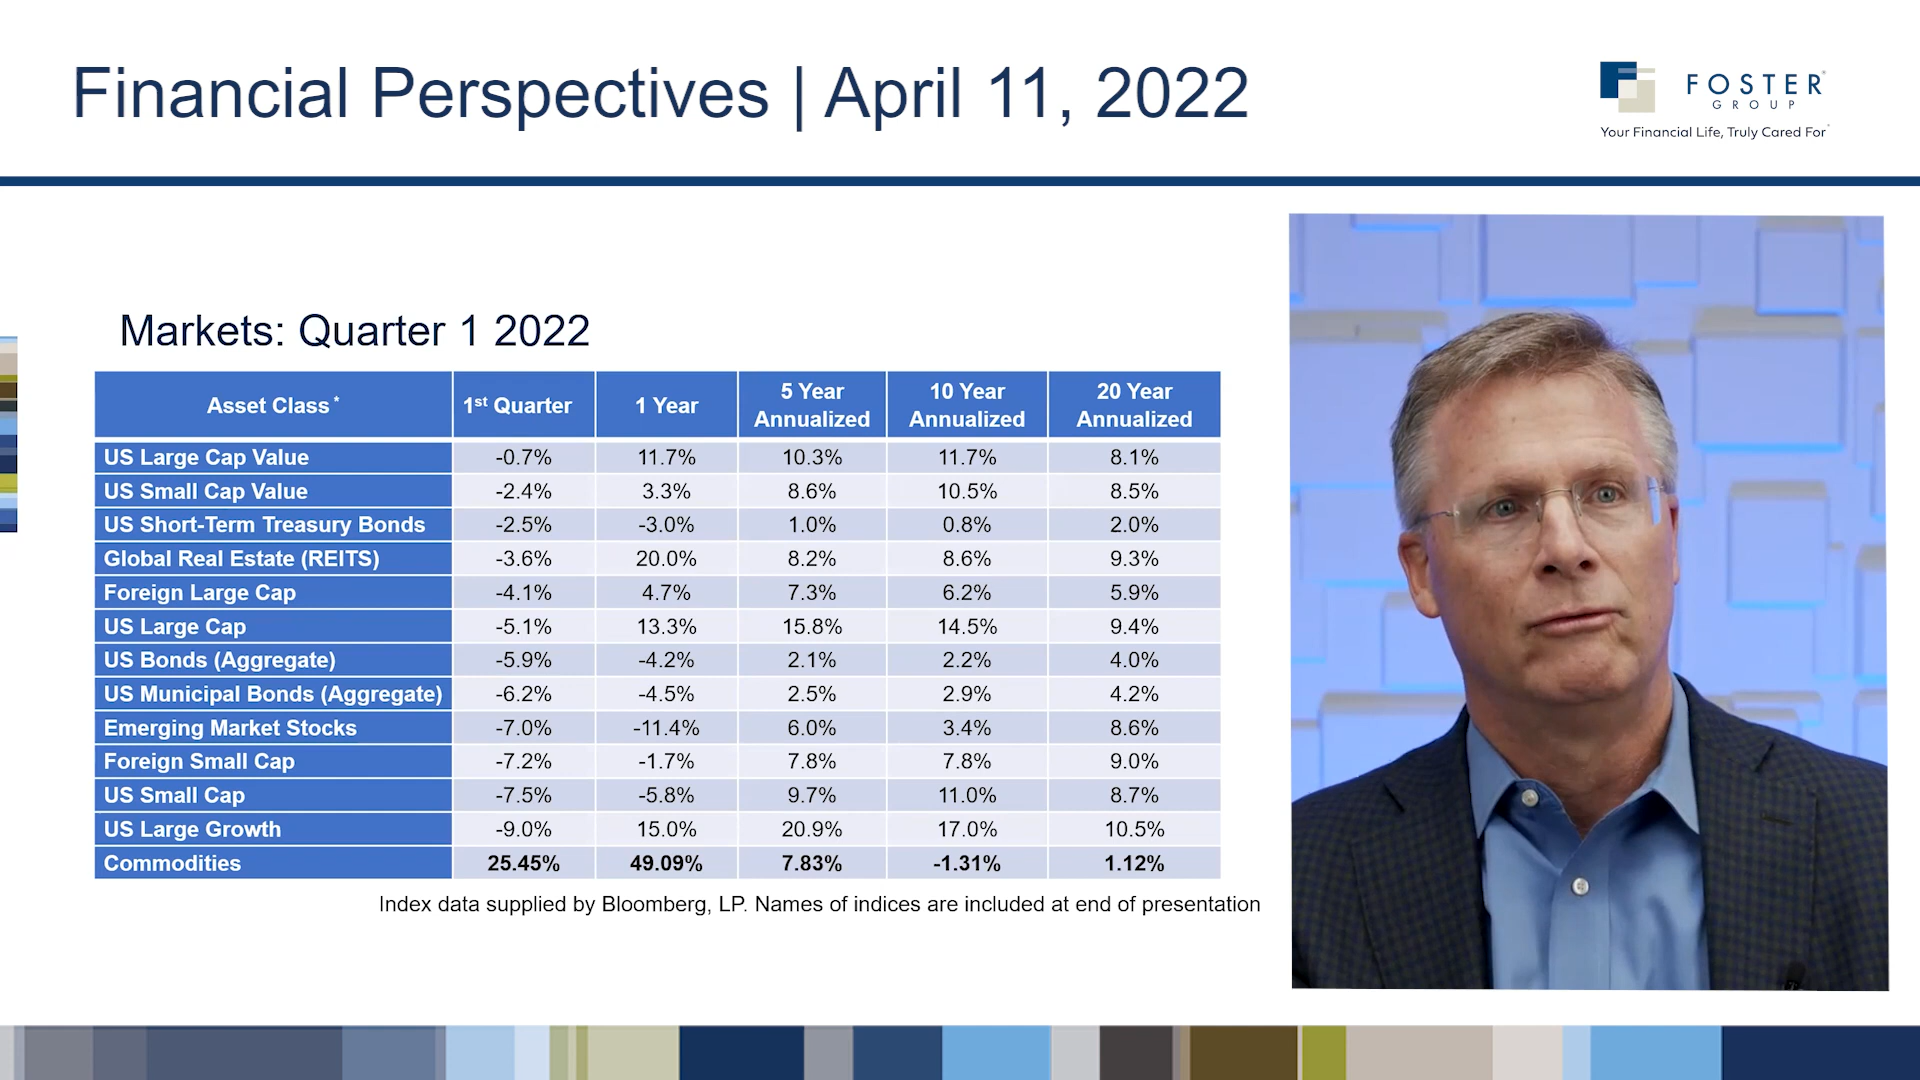 Financial Perspectives | April 11, 2022
FOSTER®
GROUP
Your Financial Life, Truly Cared For
Markets: Quarter 1 2022
Asset Class* 1st Quarter 1 Year 5 Year Annualized 10 Year Annualized 20 Year Annualized
US Large Cap Value -0.7% 11.7% 10.3% 11.7% 8.1%
US Small Cap Value -2.4% 3.3% 8.6% 10.5% 8.5%
US Short-Term Treasury Bonds -2.5% -3.0% 1.0% 0.8% 2.0%
Global Real Estate (REITS) -3.6% 20.0% 8.2% 8.6% 9.3%
Foreign Large Cap -4.1% 4.7% 7.3% 6.2% 5.9%
US Large Cap -5.1% 13.3% 15.8% 14.5% 9.4%
US Bonds (Aggregate) -5.9% -4.2% 2.1% 2.2% 4.0%
US Municipal Bonds (Aggregate) -6.2% -4.5% 2.5% 2.9% 4.2%
Emerging Market Stocks -7.0% -11.4% 6.0% 3.4% 8.6%
Foreign Small Cap -7.2% -1.7% 7.8% 7.8% 9.0%
US Small Cap -7.5% -5.8% 9.7% 11.0% 8.7%
US Large Growth -9.0% 15.0% 20.9% 17.0% 10.5%
Commodities 25.45% 49.09% 7.83% -1.31% 1.12%
Index data supplied by Bloomberg, LP. Names of indices are included at end of presentation